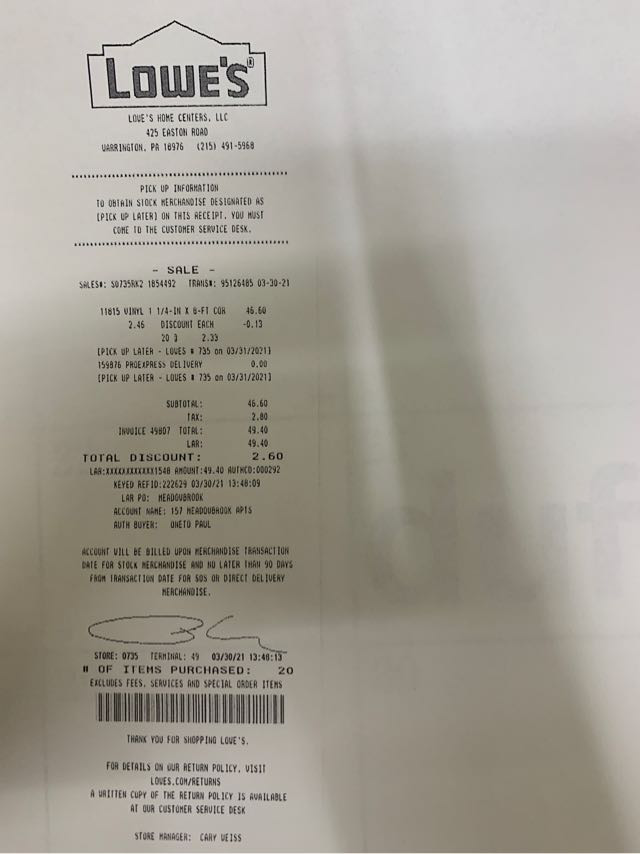 LOWE'S®
LOWE'S HOME CENTERS, LLC
425 EASTON ROAD
WARRINGTON, PA 18976 (215) 491-5968
PICK UP INFORMATION
TO OBTAIN STOCK MERCHANDISE DESIGNATED AS
[PICK UP LATER] ON THIS RECEIPT, YOU MUST
COME TO THE CUSTOMER SERVICE DESK.
- SALE -
SALES#: S0735RK2 1854492 TRANS#: 95126485 03-30-21
11815 VINYL 1 1/4-IN X 8-FT COR 46.60
2.46 DISCOUNT EACH -0.13
20 @ 2.33
[PICK UP LATER - LOWES # 735 on 03/31/2021]
159876 PROEXPRESS DELIVERY 0.00
[PICK UP LATER - LOWES # 735 on 03/31/2021]
SUBTOTAL: 46.60
TAX: 2.80
INVOICE 49807 TOTAL: 49.40
LAR: 49.40
TOTAL DISCOUNT: 2.60
LAR:XXXXXXXXXXXX1548 AMOUNT:49.40 AUTHCD:000292
KEYED REFID:222629 03/30/21 13:48:09
LAR PO: MEADOWBROOK
ACCOUNT NAME: 157 MEADOWBROOK APTS
AUTH BUYER: ONETO PAUL
ACCOUNT WILL BE BILLED UPON MERCHANDISE TRANSACTION
DATE FOR STOCK MERCHANDISE AND NO LATER THAN 90 DAYS
FROM TRANSACTION DATE FOR SOS OR DIRECT DELIVERY
MERCHANDISE.
STORE: 0735 TERMINAL: 49 03/30/21 13:48:13
# OF ITEMS PURCHASED: 20
EXCLUDES FEES, SERVICES AND SPECIAL ORDER ITEMS
THANK YOU FOR SHOPPING LOWE'S.
FOR DETAILS ON OUR RETURN POLICY, VISIT
LOWES.COM/RETURNS
A WRITTEN COPY OF THE RETURN POLICY IS AVAILABLE
AT OUR CUSTOMER SERVICE DESK
STORE MANAGER: CARY WEISS